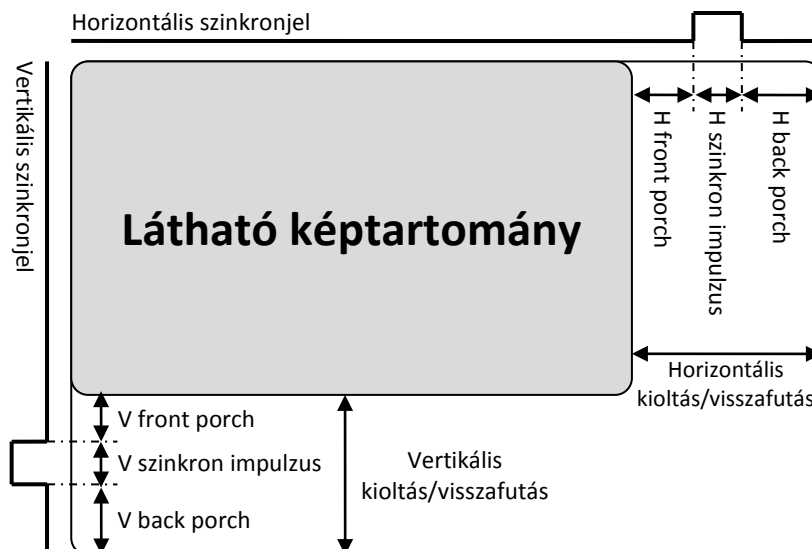 Horizontális szinkronjel
Vertikális szinkronjel
Látható képtartomány
H front porch
H szinkron impulzus
H back porch
Horizontális
kioltás/visszafutás
V front porch
V szinkron impulzus
V back porch
Vertikális
kioltás/visszafutás